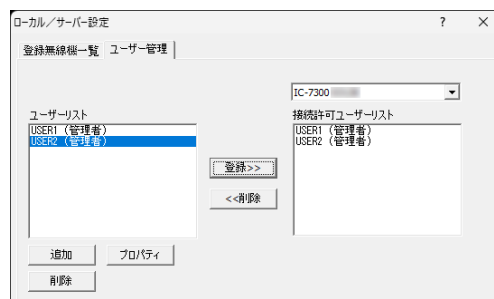 ローカル／サーバー設定 ? ×
登録無線機一覧 ユーザー管理
IC-7300
ユーザーリスト 接続許可ユーザーリスト
USER1 (管理者) USER1 (管理者)
USER2 (管理者) USER2 (管理者)
登録>>
<<削除
追加 プロパティ
削除